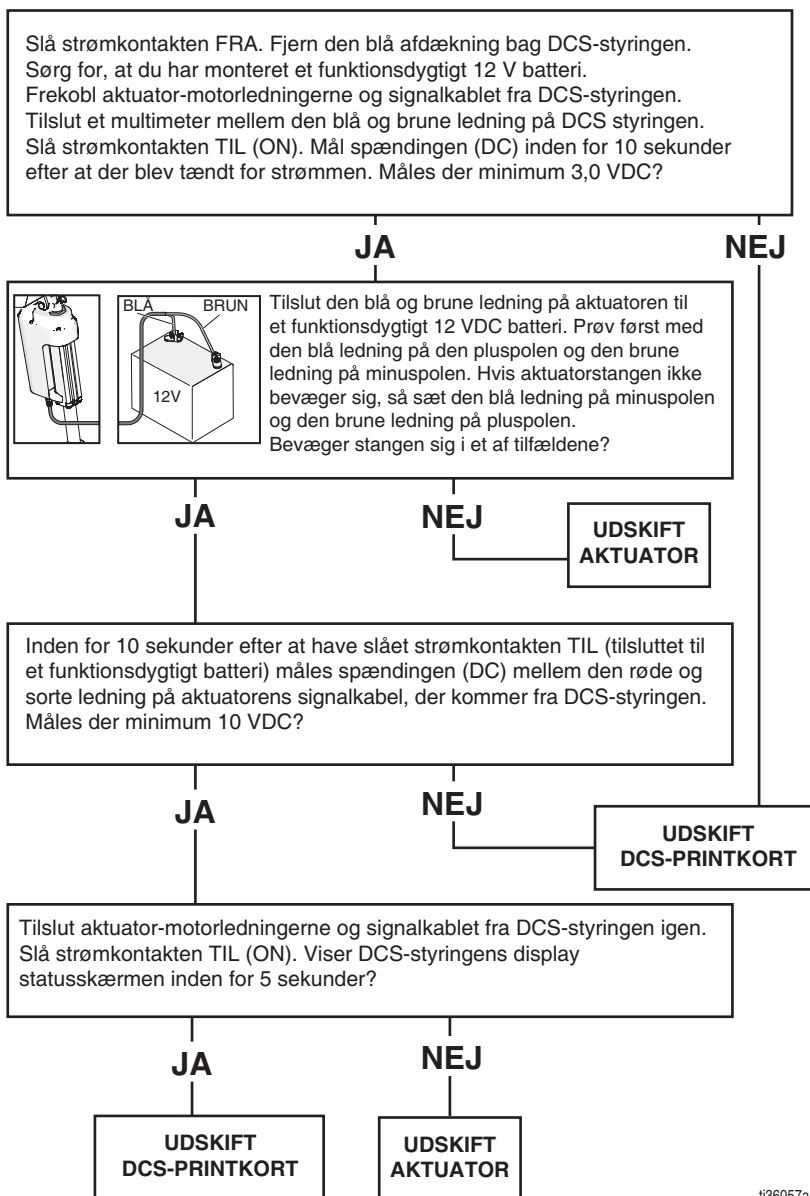 Slå strømkontakten FRA. Fjern den blå afdækning bag DCS-styringen.
Sørg for, at du har monteret et funktionsdygtigt 12 V batteri.
Frekobl aktuator-motorledningerne og signalkablet fra DCS-styringen.
Tilslut et multimeter mellem den blå og brune ledning på DCS styringen.
Slå strømkontakten TIL (ON). Mål spændingen (DC) inden for 10 sekunder
efter at der blev tændt for strømmen. Måles der minimum 3,0 VDC?
JA
NEJ
BLÅ
BRUN
12V
Tilslut den blå og brune ledning på aktuatoren til
et funktionsdygtigt 12 VDC batteri. Prøv først med
den blå ledning på den pluspolen og den brune
ledning på minuspolen. Hvis aktuatorstangen ikke
bevæger sig, så sæt den blå ledning på minuspolen
og den brune ledning på pluspolen.
Bevæger stangen sig i et af tilfældene?
JA
NEJ
UDSKIFT
AKTUATOR
Inden for 10 sekunder efter at have slået strømkontakten TIL (tilsluttet til
et funktionsdygtigt batteri) måles spændingen (DC) mellem den røde og
sorte ledning på aktuatorens signalkabel, der kommer fra DCS-styringen.
Måles der minimum 10 VDC?
JA
NEJ
UDSKIFT
DCS-PRINTKORT
Tilslut aktuator-motorledningerne og signalkablet fra DCS-styringen igen.
Slå strømkontakten TIL (ON). Viser DCS-styringens display
statusskærmen inden for 5 sekunder?
JA
NEJ
UDSKIFT
DCS-PRINTKORT
UDSKIFT
AKTUATOR
ti36057a